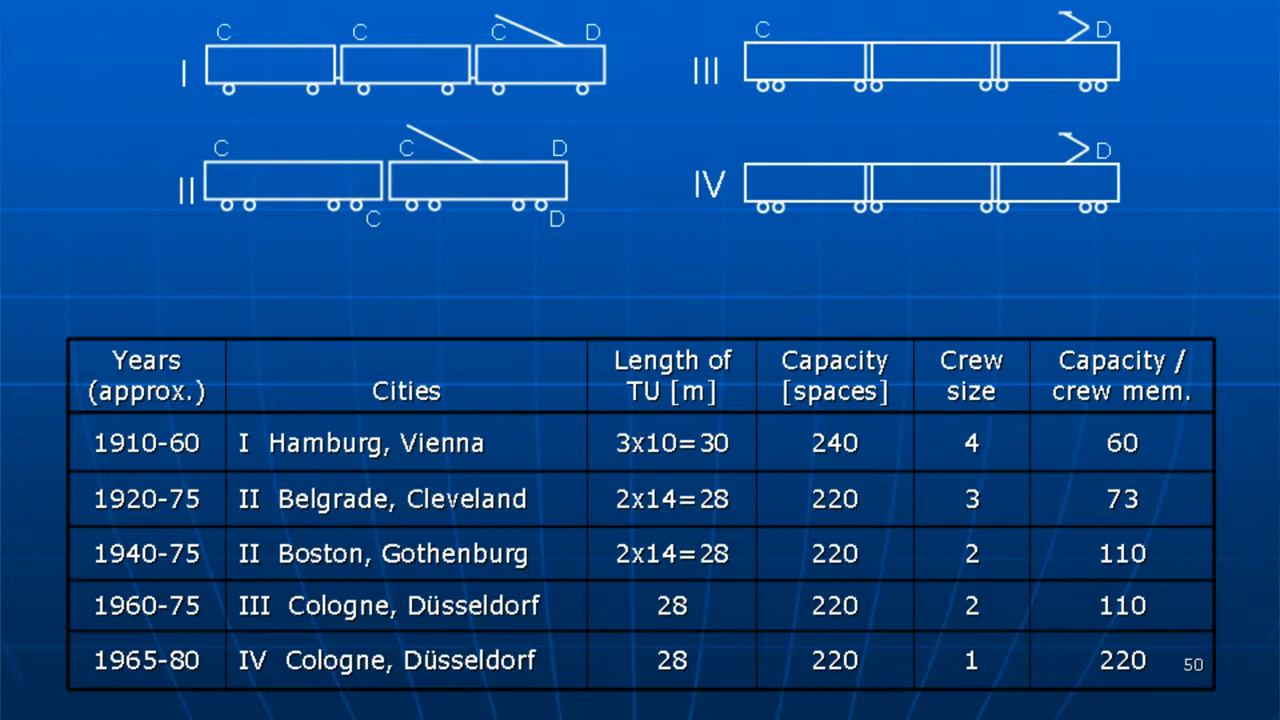 C C C D
I
C D
III
C C D
II
C D
D
IV
Years (approx.) Cities Length of TU [m] Capacity [spaces] Crew size Capacity / crew mem.
1910-60 I Hamburg, Vienna 3x10=30 240 4 60
1920-75 II Belgrade, Cleveland 2x14=28 220 3 73
1940-75 II Boston, Gothenburg 2x14=28 220 2 110
1960-75 III Cologne, Düsseldorf 28 220 2 110
1965-80 IV Cologne, Düsseldorf 28 220 1 220
50